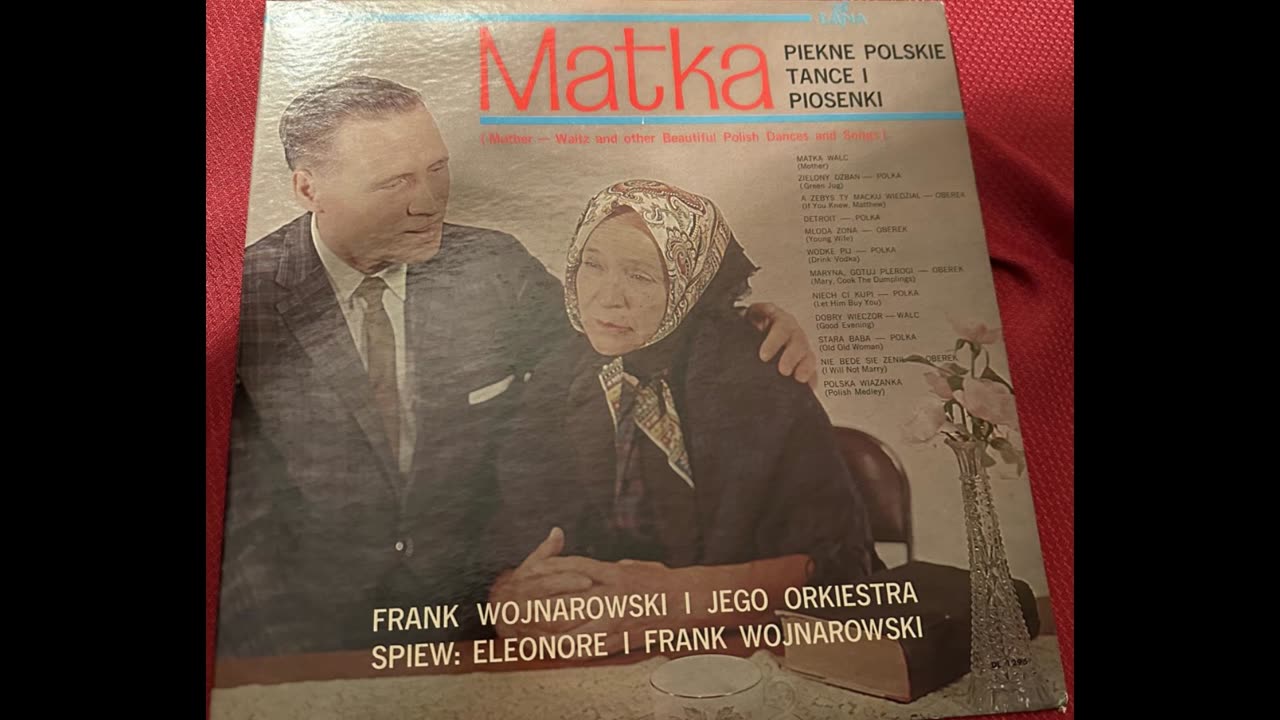 DANA
Matka
PIEKNE POLSKIE
TANCE I
PIOSENKI
(Mother — Waltz and other Beautiful Polish Dances and Songs)
MATKA WALC
(Mother)
ZIELONY DZBAN — POLKA
(Green Jug)
A ZEBYS TY MACKU WIEDZIAL — OBEREK
(If You Knew, Matthew)
DETROIT — POLKA
MLODA ZONA — OBEREK
(Young Wife)
WODKE PIJ — POLKA
(Drink Vodka)
MARYNA, GOTUJ PIEROGI — OBEREK
(Mary, Cook The Dumplings)
NIECH CI KUPI — POLKA
(Let Him Buy You)
DOBRY WIECZOR — WALC
(Good Evening)
STARA BABA — POLKA
(Old Old Woman)
NIE BEDE SIE ZENIL — OBEREK
(I Will Not Marry)
POLSKA WIAZANKA
(Polish Medley)
FRANK WOJNAROWSKI I JEGO ORKIESTRA
SPIEW: ELEONORE I FRANK WOJNAROWSKI